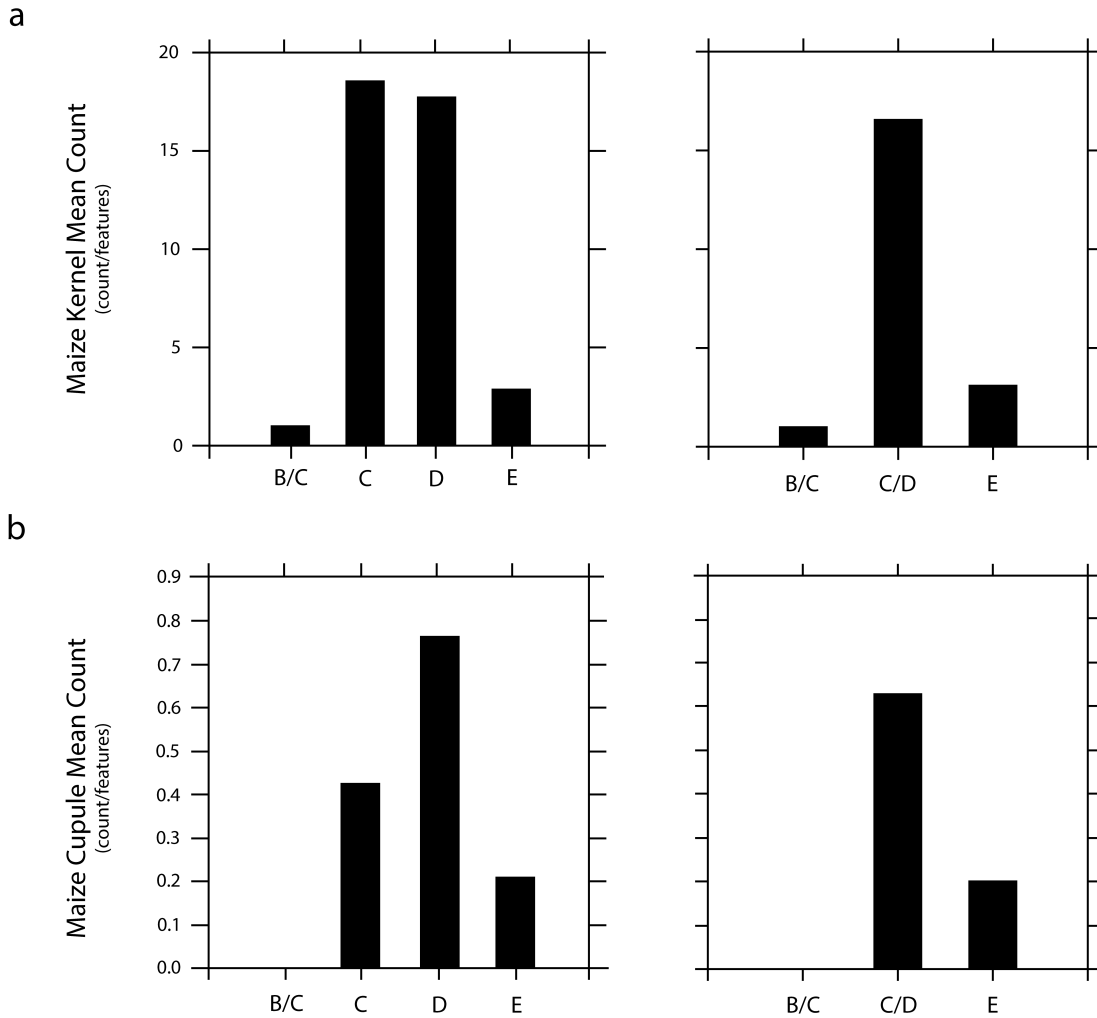 a
Maize Kernel Mean Count
(count/features)
20
15
10
5
0
B/C C D E
B/C C/D E
b
Maize Cupule Mean Count
(count/features)
0.9
0.8
0.7
0.6
0.5
0.4
0.3
0.2
0.1
0.0
B/C C D E
B/C C/D E